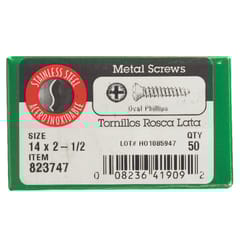 STAINLESS STEEL
ACERO INOXIDABLE
Metal Screws
Oval Phillips
Tornillos Rosca Lata
SIZE
14 x 2-1/2
ITEM
823747
LOT# HO1085947
QTY
50
0 08236 41909 2